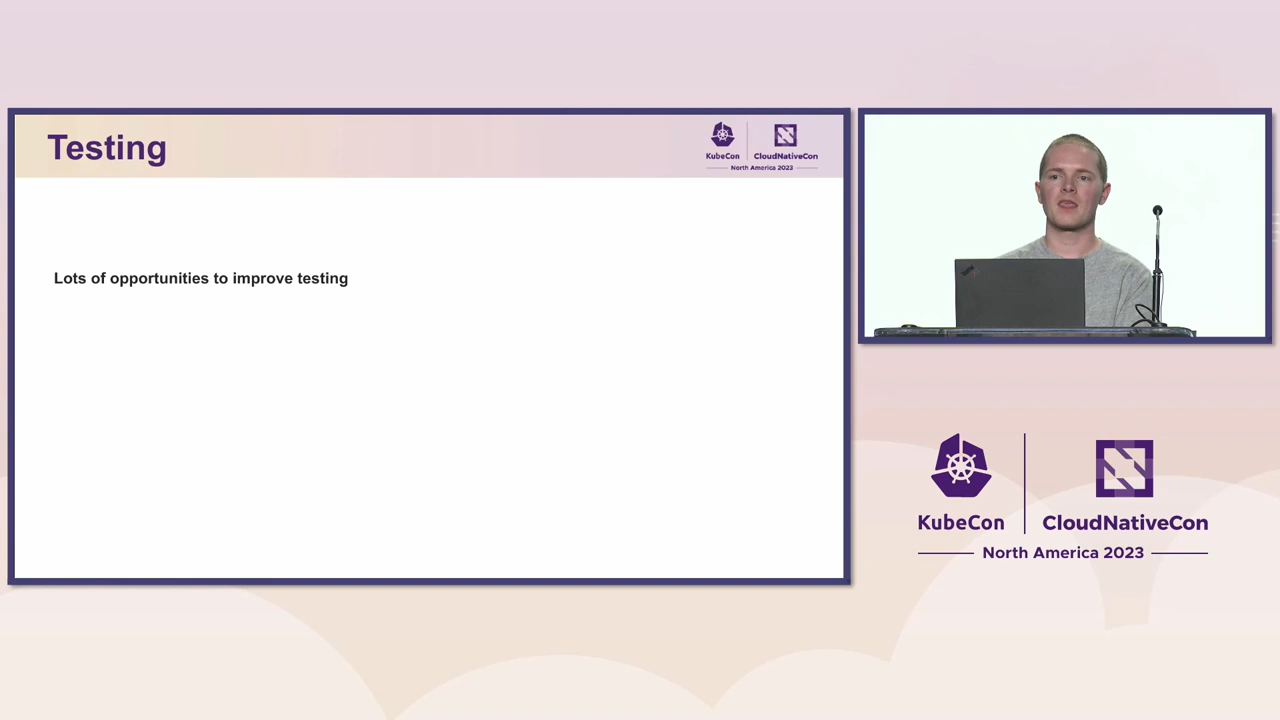 Testing
KubeCon
CloudNativeCon
North America 2023
Lots of opportunities to improve testing
KubeCon
CloudNativeCon
North America 2023